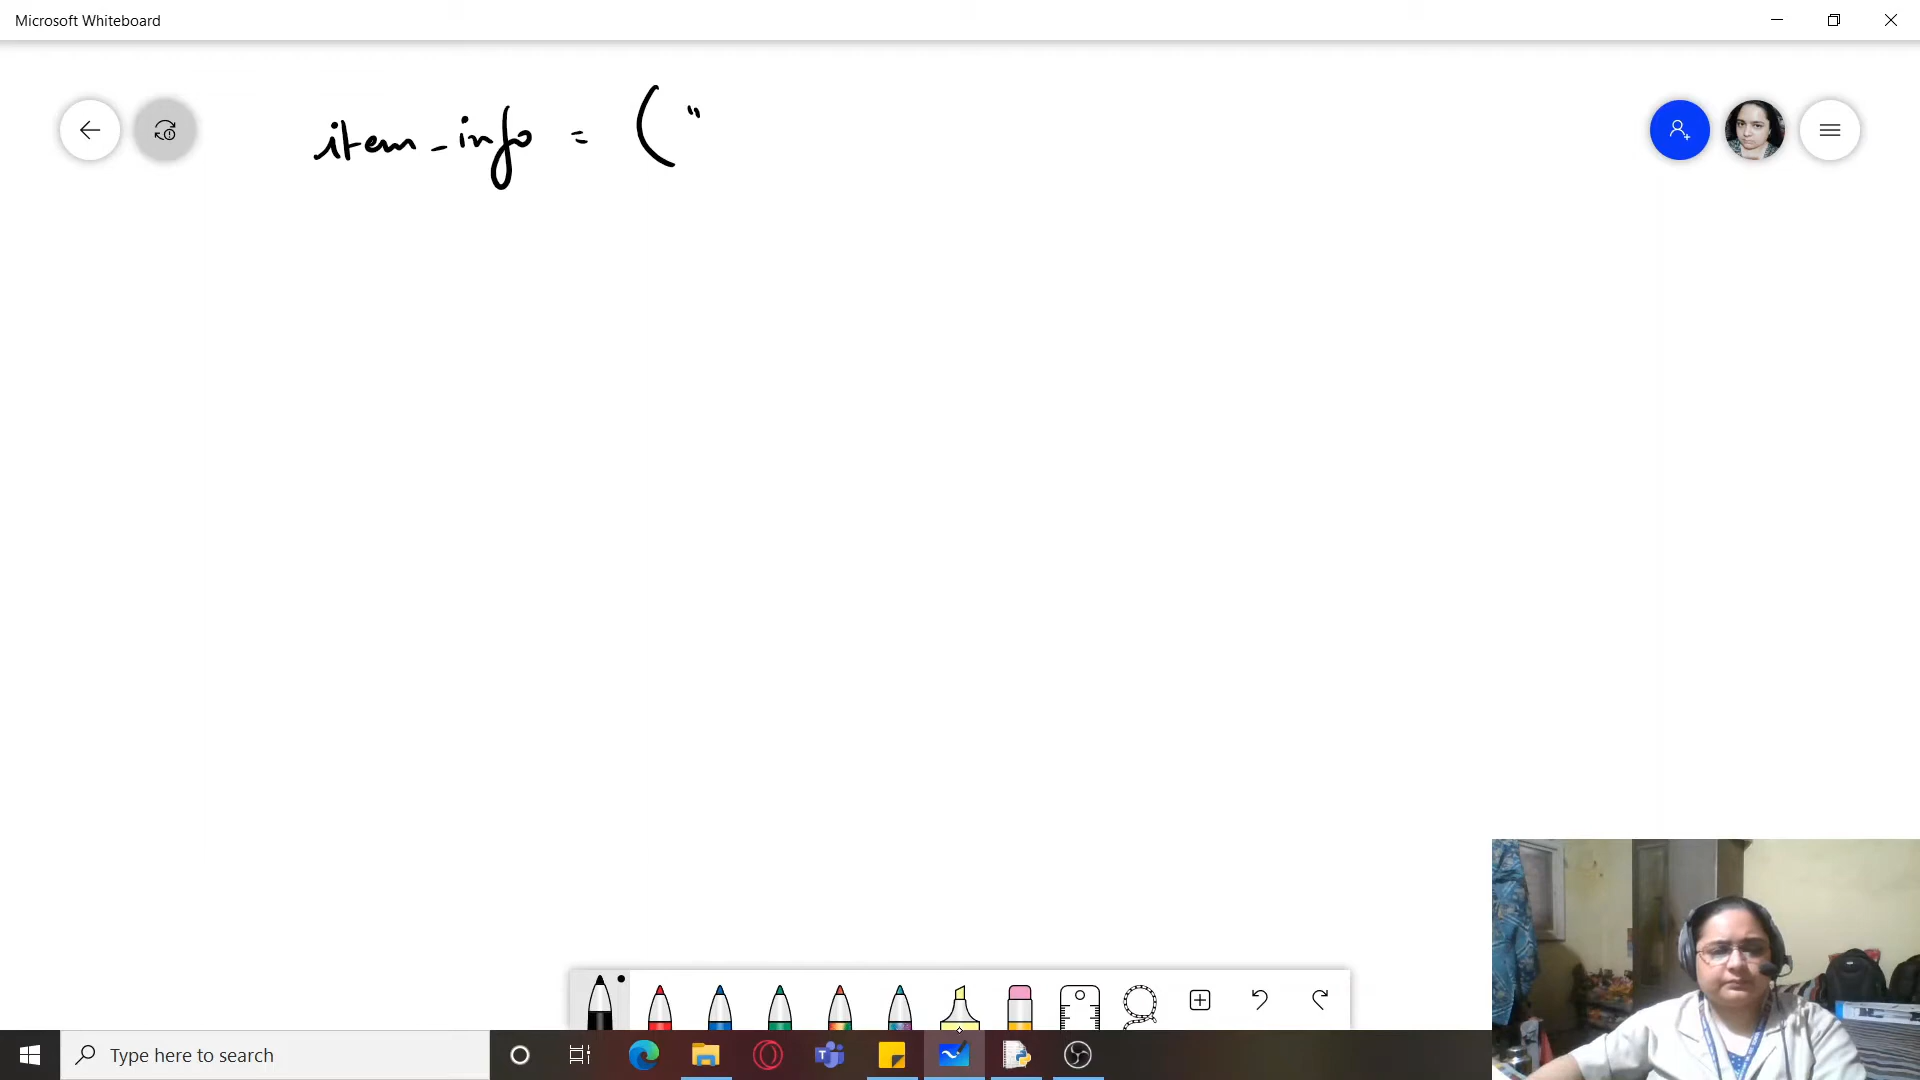 Microsoft Whiteboard
item_info = ( "
Type here to search